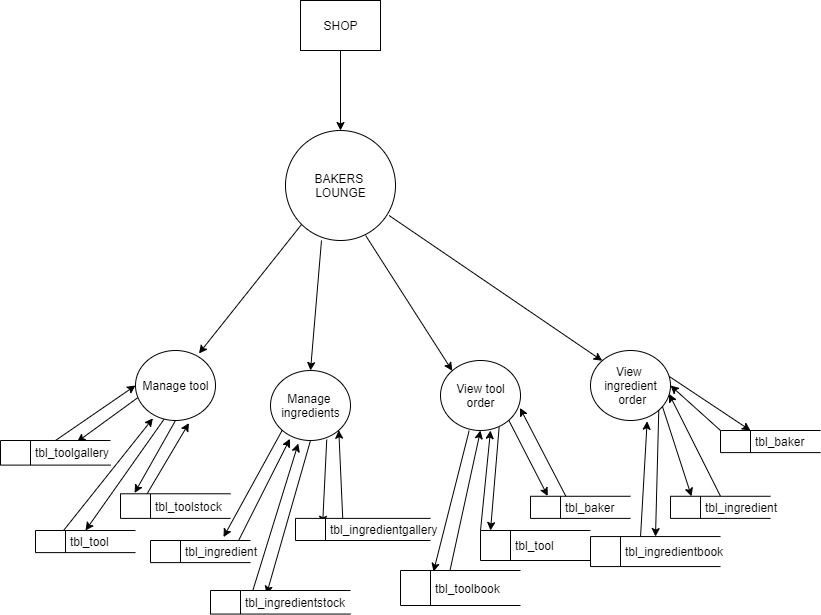 SHOP
BAKERS
LOUNGE
Manage tool
Manage
ingredients
View tool
order
View
ingredient
order
tbl_toolgallery
tbl_toolstock
tbl_tool
tbl_ingredient
tbl_ingredientstock
tbl_ingredientgallery
tbl_toolbook
tbl_tool
tbl_baker
tbl_ingredientbook
tbl_ingredient
tbl_baker